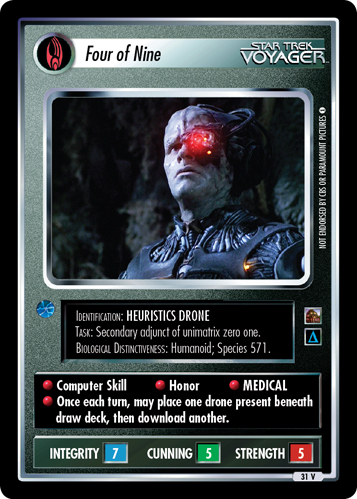 Four of Nine
STAR TREK
VOYAGER
NOT ENDORSED BY CBS OR PARAMOUNT PICTURES
IDENTIFICATION: HEURISTICS DRONE
TASK: Secondary adjunct of unimatrix zero one.
BIOLOGICAL DISTINCTIVENESS: Humanoid; Species 571.
Δ
• Computer Skill • Honor • MEDICAL
• Once each turn, may place one drone present beneath
draw deck, then download another.
INTEGRITY 7 CUNNING 5 STRENGTH 5
31 V